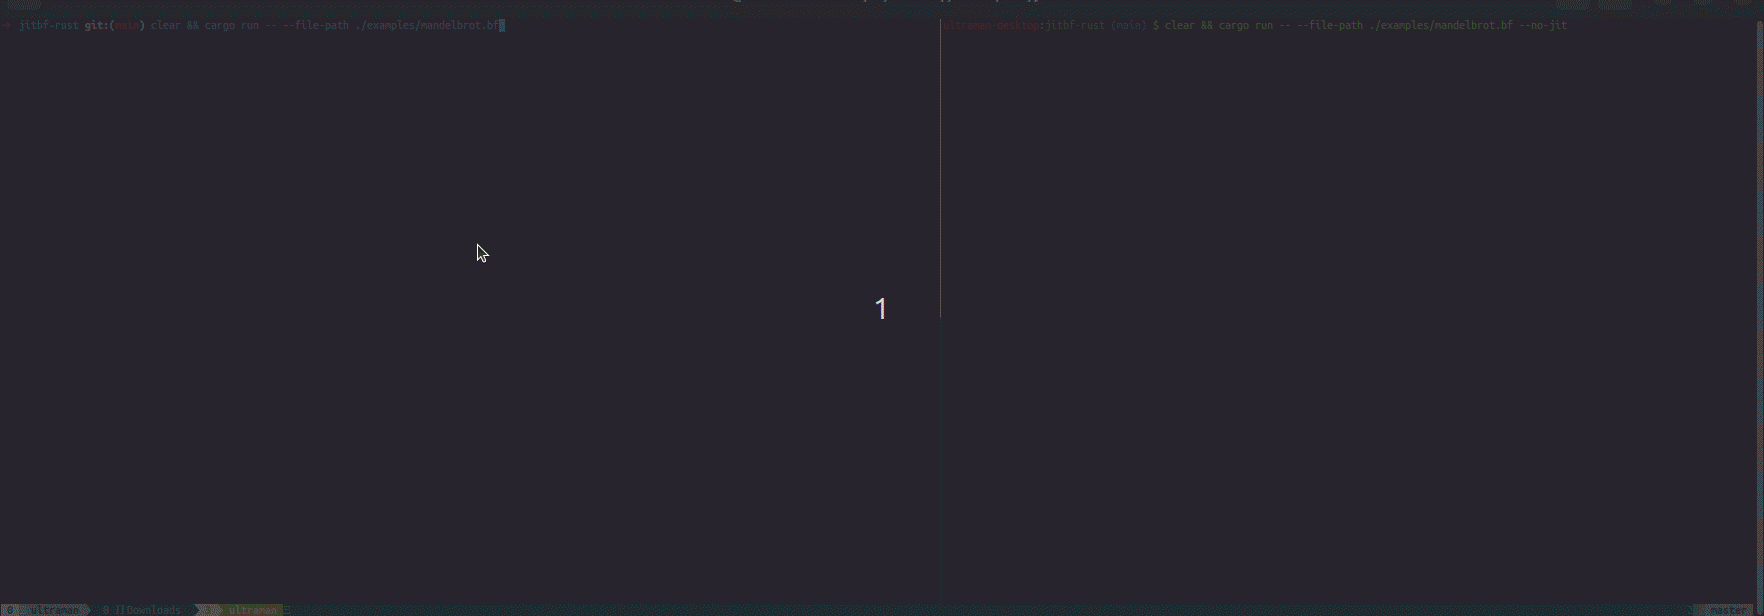 → jitbf-rust git:(main) clear && cargo run -- --file-path ./examples/mandelbrot.bf
ultraman-desktop:jitbf-rust (main) $ clear && cargo run -- --file-path ./examples/mandelbrot.bf --no-jit
1
0 ultraman 0 Downloads ultraman master